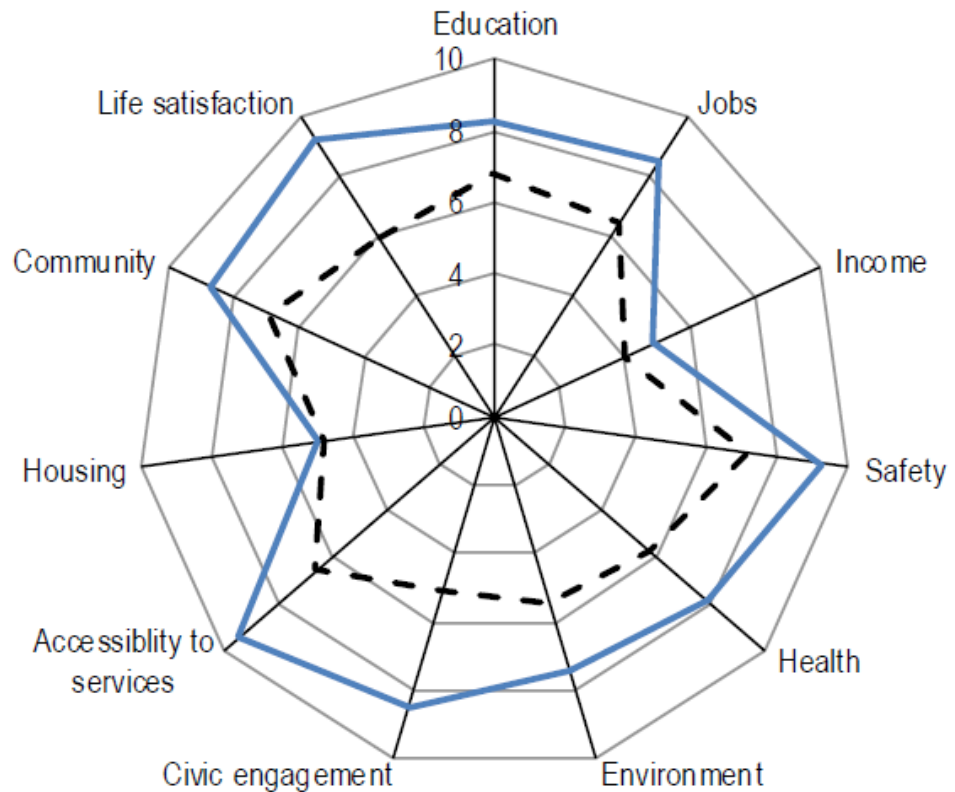 Education
10
Life satisfaction
Jobs
8
6
Community
Income
4
2
0
Housing
Safety
Accessiblity to
services
Health
Civic engagement
Environment